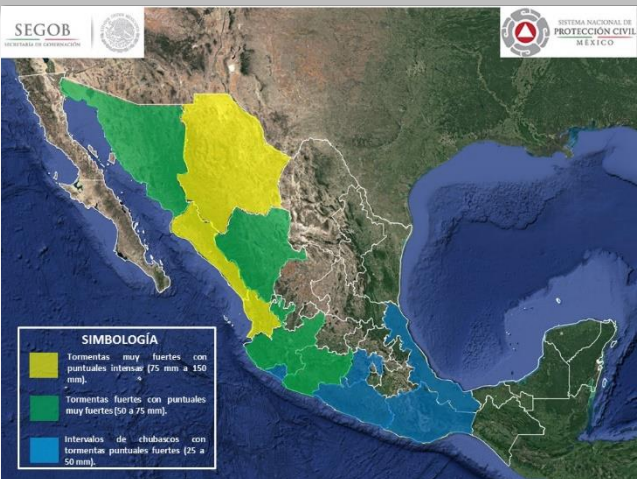 SEGOB
SECRETARÍA DE GOBERNACIÓN
SISTEMA NACIONAL DE
PROTECCIÓN CIVIL
MÉXICO
SIMBOLOGÍA
Tormentas muy fuertes con
puntuales intensas (75 mm a 150
mm).
Tormentas fuertes con puntuales
muy fuertes (50 a 75 mm).
Intervalos de chubascos con
tormentas puntuales fuertes (25 a
50 mm).